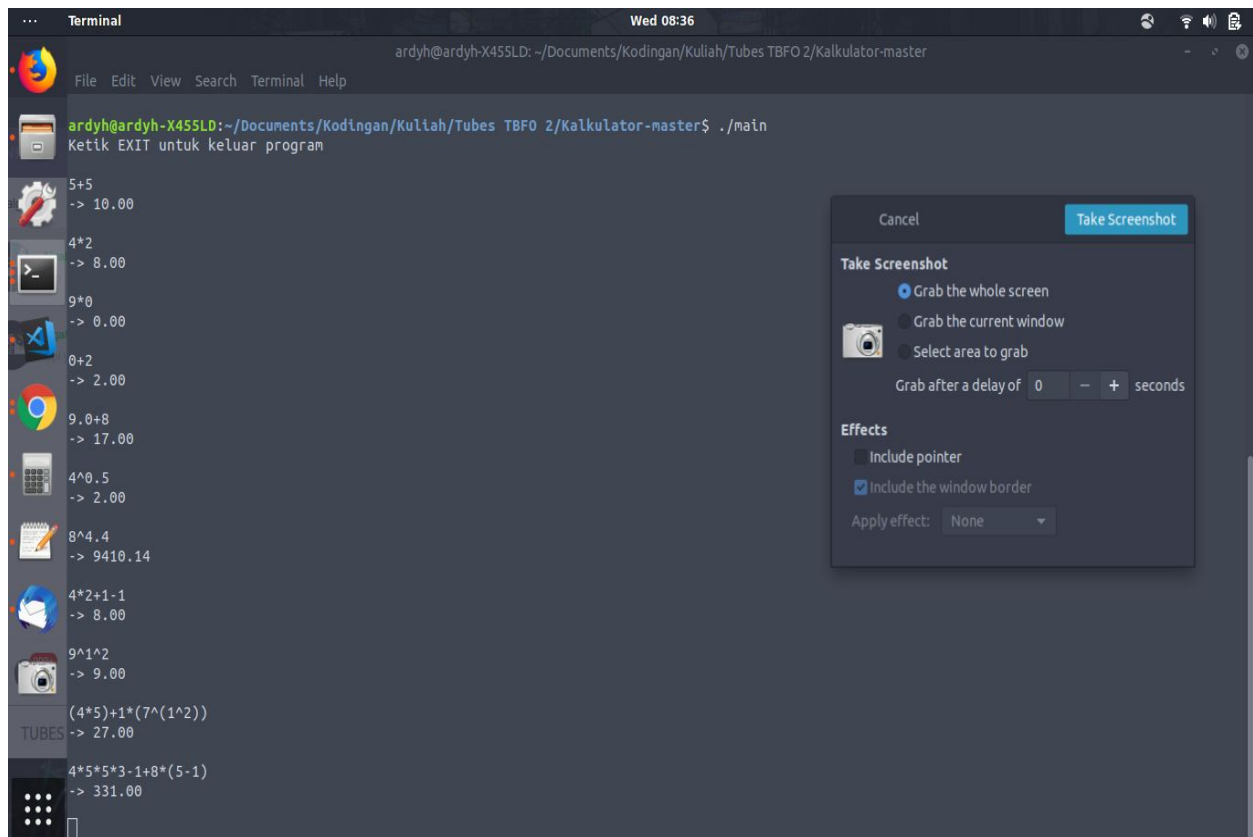 Terminal
Wed 08:36
ardyh@ardyh-X455LD: ~/Documents/Kodingan/Kuliah/Tubes TBFO 2/Kalkulator-master
File Edit View Search Terminal Help
ardyh@ardyh-X455LD:~/Documents/Kodingan/Kuliah/Tubes TBFO 2/Kalkulator-master$ ./main
Ketik EXIT untuk keluar program
5+5
-> 10.00
4*2
-> 8.00
9*0
-> 0.00
0+2
-> 2.00
9.0+8
-> 17.00
4^0.5
-> 2.00
8^4.4
-> 9410.14
4*2+1-1
-> 8.00
9^1^2
-> 9.00
(4*5)+1*(7^(1^2))
-> 27.00
4*5*5*3-1+8*(5-1)
-> 331.00
TUBES
Cancel
Take Screenshot
Take Screenshot
Grab the whole screen
Grab the current window
Select area to grab
Grab after a delay of 0 − + seconds
Effects
Include pointer
Include the window border
Apply effect: None